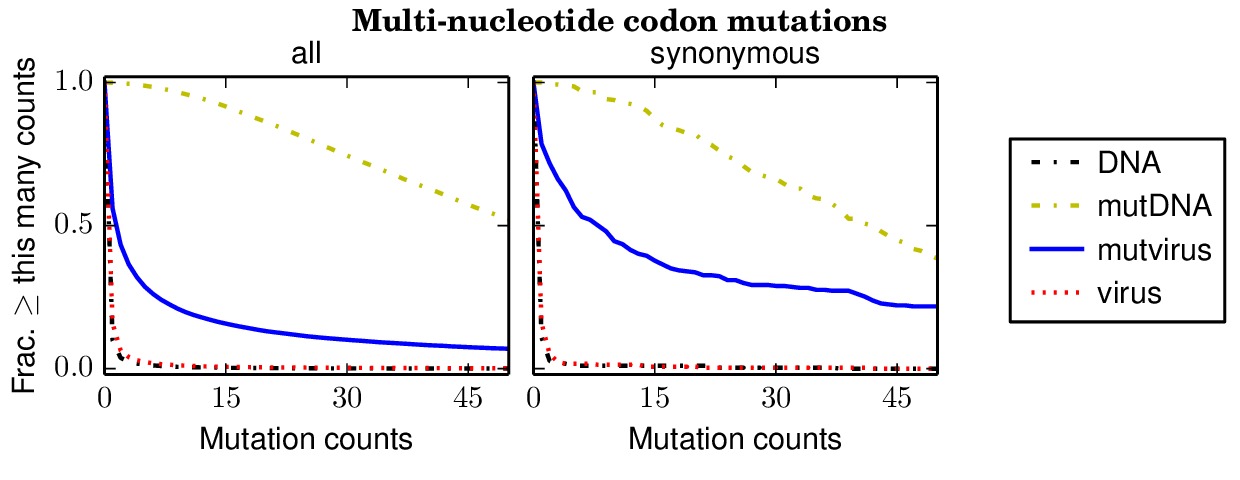 Multi-nucleotide codon mutations
all
synonymous
Frac. ≥ this many counts
1.0
0.5
0.0
0 15 30 45
0 15 30 45
Mutation counts
Mutation counts
DNA
mutDNA
mutvirus
virus